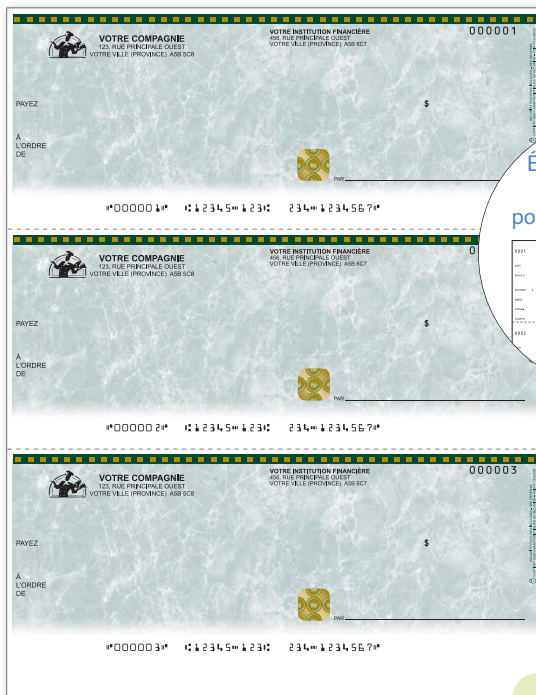 VOTRE COMPAGNIE
123, RUE PRINCIPALE OUEST
VOTRE VILLE (PROVINCE) A5B 5C8
VOTRE INSTITUTION FINANCIÈRE
456, RUE PRINCIPALE OUEST
VOTRE VILLE (PROVINCE) A5B 6C7
000001
PAYEZ
$
À
L'ORDRE
DE
PAR
⑈000001⑈ ⑆12345⑉123⑆ 234⑉1234567⑈
É
po
0001
0002
VOTRE COMPAGNIE
123, RUE PRINCIPALE OUEST
VOTRE VILLE (PROVINCE) A5B 5C8
VOTRE INSTITUTION FINANCIÈRE
456, RUE PRINCIPALE OUEST
VOTRE VILLE (PROVINCE) A5B 6C7
0
PAYEZ
$
À
L'ORDRE
DE
PAR
⑈000002⑈ ⑆12345⑉123⑆ 234⑉1234567⑈
VOTRE COMPAGNIE
123, RUE PRINCIPALE OUEST
VOTRE VILLE (PROVINCE) A5B 5C8
VOTRE INSTITUTION FINANCIÈRE
456, RUE PRINCIPALE OUEST
VOTRE VILLE (PROVINCE) A5B 6C7
000003
PAYEZ
$
À
L'ORDRE
DE
PAR
⑈000003⑈ ⑆12345⑉123⑆ 234⑉1234567⑈